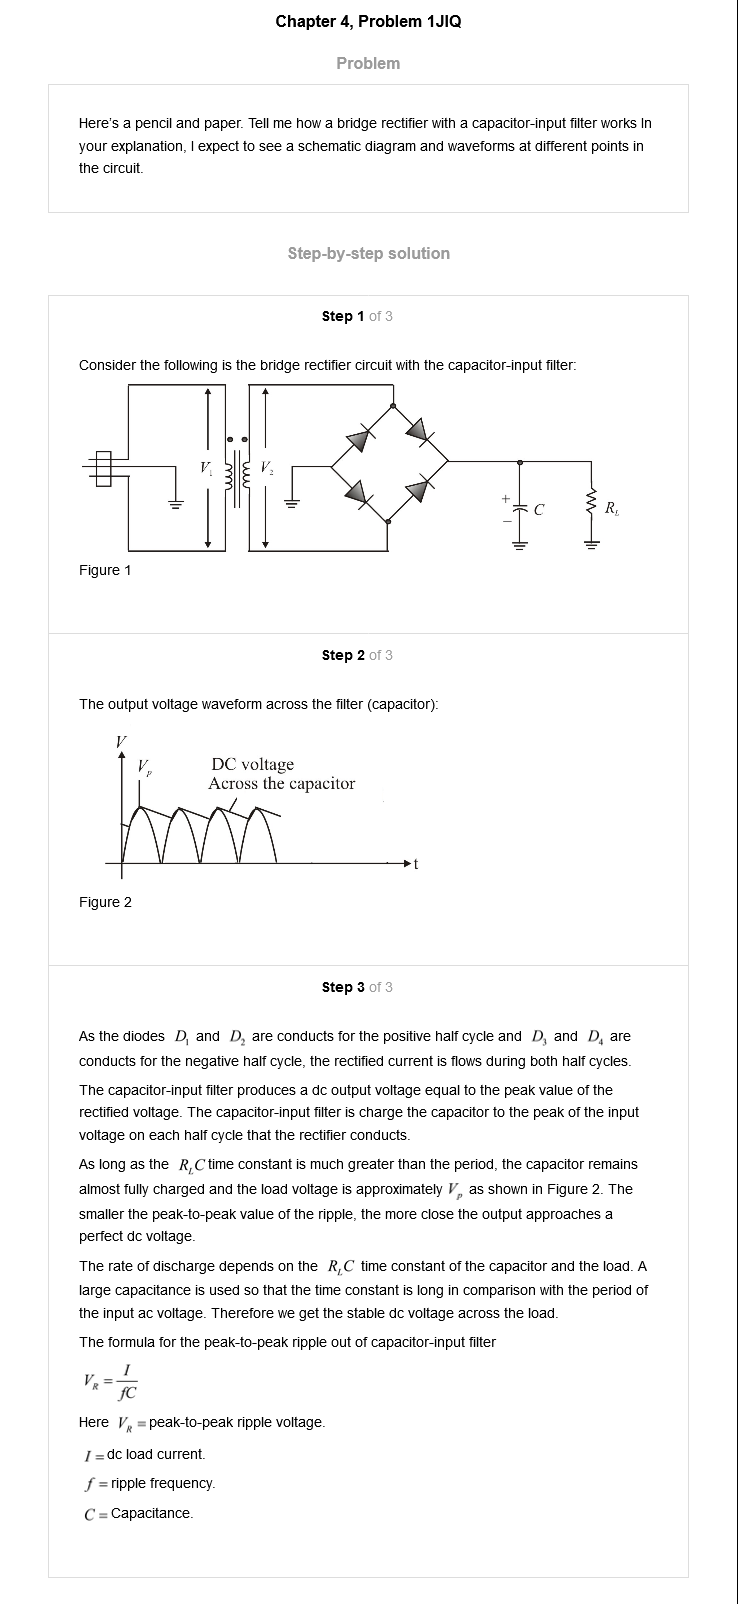 Chapter 4, Problem 1JIQ
Problem
Here's a pencil and paper. Tell me how a bridge rectifier with a capacitor-input filter works In
your explanation, I expect to see a schematic diagram and waveforms at different points in
the circuit.
Step-by-step solution
Step 1 of 3
Consider the following is the bridge rectifier circuit with the capacitor-input filter:
V₁ V₂
+ − C R_L
Figure 1
Step 2 of 3
The output voltage waveform across the filter (capacitor):
V
V_p
DC voltage
Across the capacitor
t
Figure 2
Step 3 of 3
As the diodes D₁ and D₂ are conducts for the positive half cycle and D₃ and D₄ are
conducts for the negative half cycle, the rectified current is flows during both half cycles.
The capacitor-input filter produces a dc output voltage equal to the peak value of the
rectified voltage. The capacitor-input filter is charge the capacitor to the peak of the input
voltage on each half cycle that the rectifier conducts.
As long as the R_L C time constant is much greater than the period, the capacitor remains
almost fully charged and the load voltage is approximately V_p as shown in Figure 2. The
smaller the peak-to-peak value of the ripple, the more close the output approaches a
perfect dc voltage.
The rate of discharge depends on the R_L C time constant of the capacitor and the load. A
large capacitance is used so that the time constant is long in comparison with the period of
the input ac voltage. Therefore we get the stable dc voltage across the load.
The formula for the peak-to-peak ripple out of capacitor-input filter
V_R = I/fC
Here V_R = peak-to-peak ripple voltage.
I = dc load current.
f = ripple frequency.
C = Capacitance.